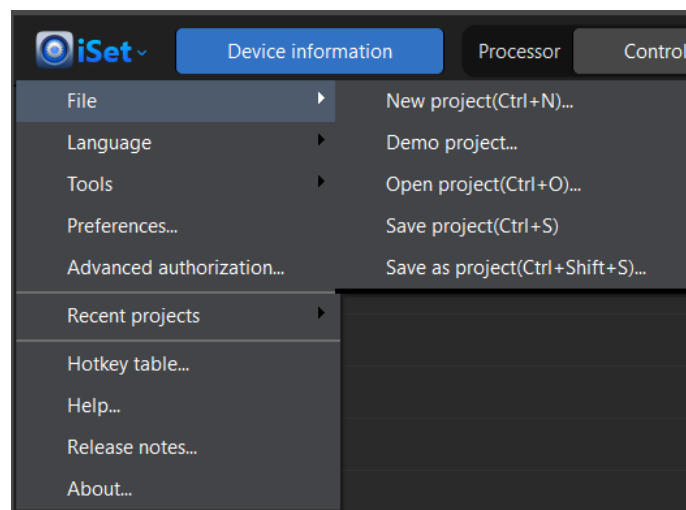 iSet
Device information
Processor
Control
File
Language
Tools
Preferences...
Advanced authorization...
Recent projects
Hotkey table...
Help...
Release notes...
About...
New project(Ctrl+N)...
Demo project...
Open project(Ctrl+O)...
Save project(Ctrl+S)
Save as project(Ctrl+Shift+S)...